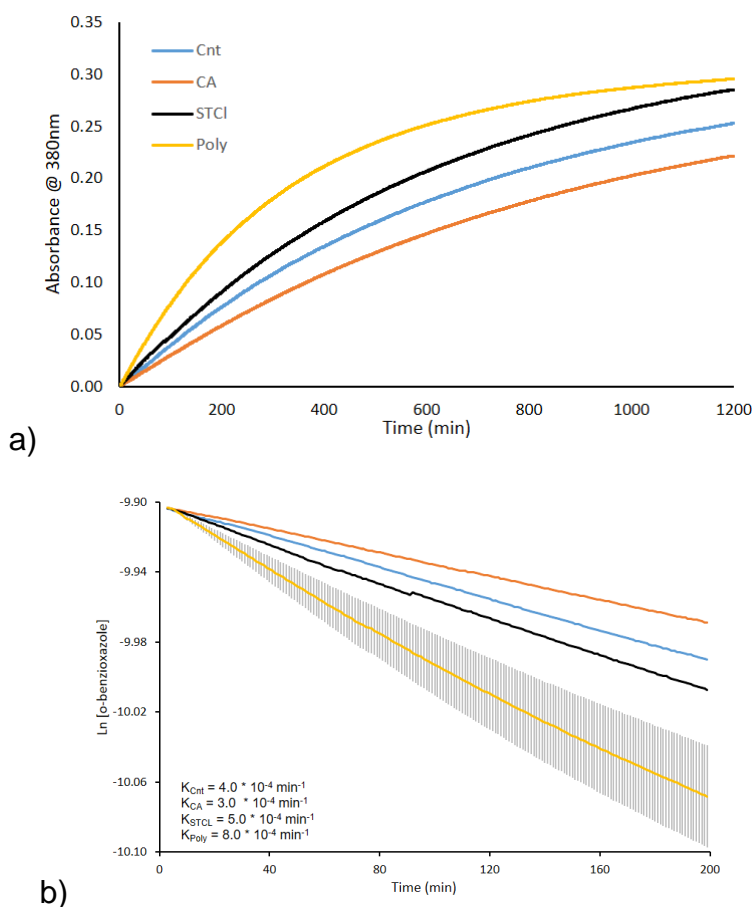 0.35
0.30
0.25
0.20
0.15
0.10
0.05
0.00
Absorbance @ 380nm
Cnt
CA
STCl
Poly
0 200 400 600 800 1000 1200
Time (min)
a)
-9.90
-9.94
-9.98
-10.02
-10.06
-10.10
Ln [o-benzioxazole]
K_Cnt = 4.0 * 10^-4 min^-1
K_CA = 3.0 * 10^-4 min^-1
K_STCL = 5.0 * 10^-4 min^-1
K_Poly = 8.0 * 10^-4 min^-1
0 40 80 120 160 200
Time (min)
b)